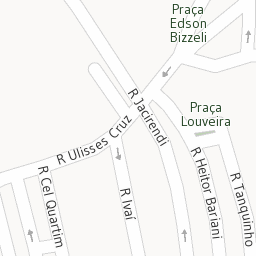 Praça
Edson
Bizzeli
R Jacirendi
Praça
Louveira
R Ulisses Cruz
R Cel Quartim
R Ivaí
R Heitor Bariani
R Tanquinho